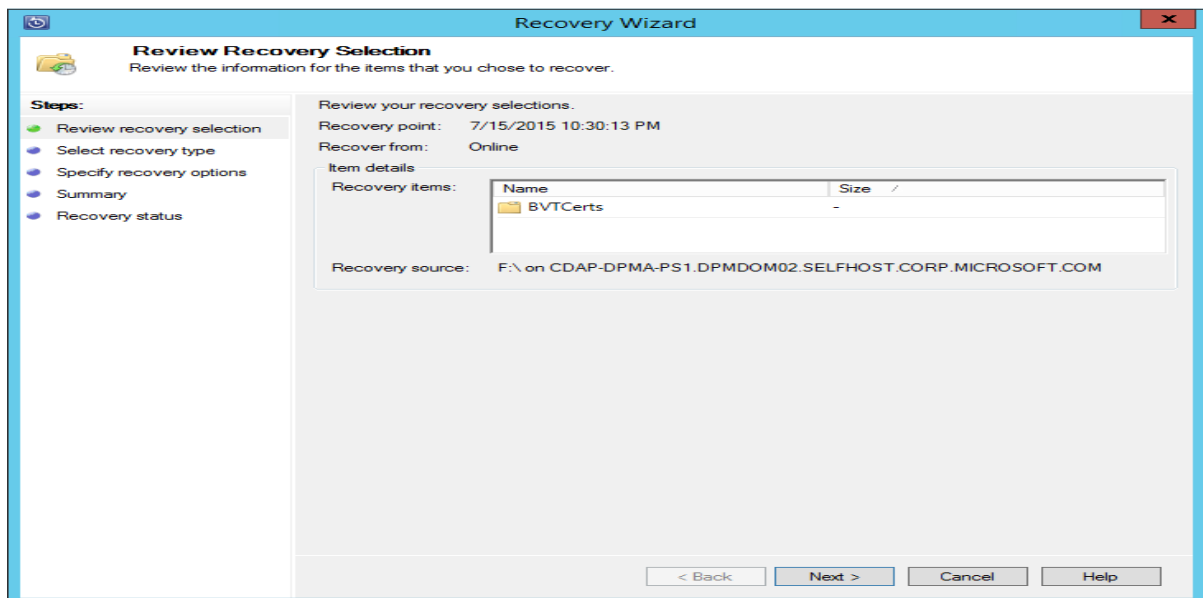 Recovery Wizard
Review Recovery Selection
Review the information for the items that you chose to recover.
Steps:
Review recovery selection
Select recovery type
Specify recovery options
Summary
Recovery status
Review your recovery selections.
Recovery point: 7/15/2015 10:30:13 PM
Recover from: Online
Item details
Recovery items:
Name Size
BVTCerts -
Recovery source: F:\ on CDAP-DPMA-PS1.DPMDOM02.SELFHOST.CORP.MICROSOFT.COM
< Back Next > Cancel Help